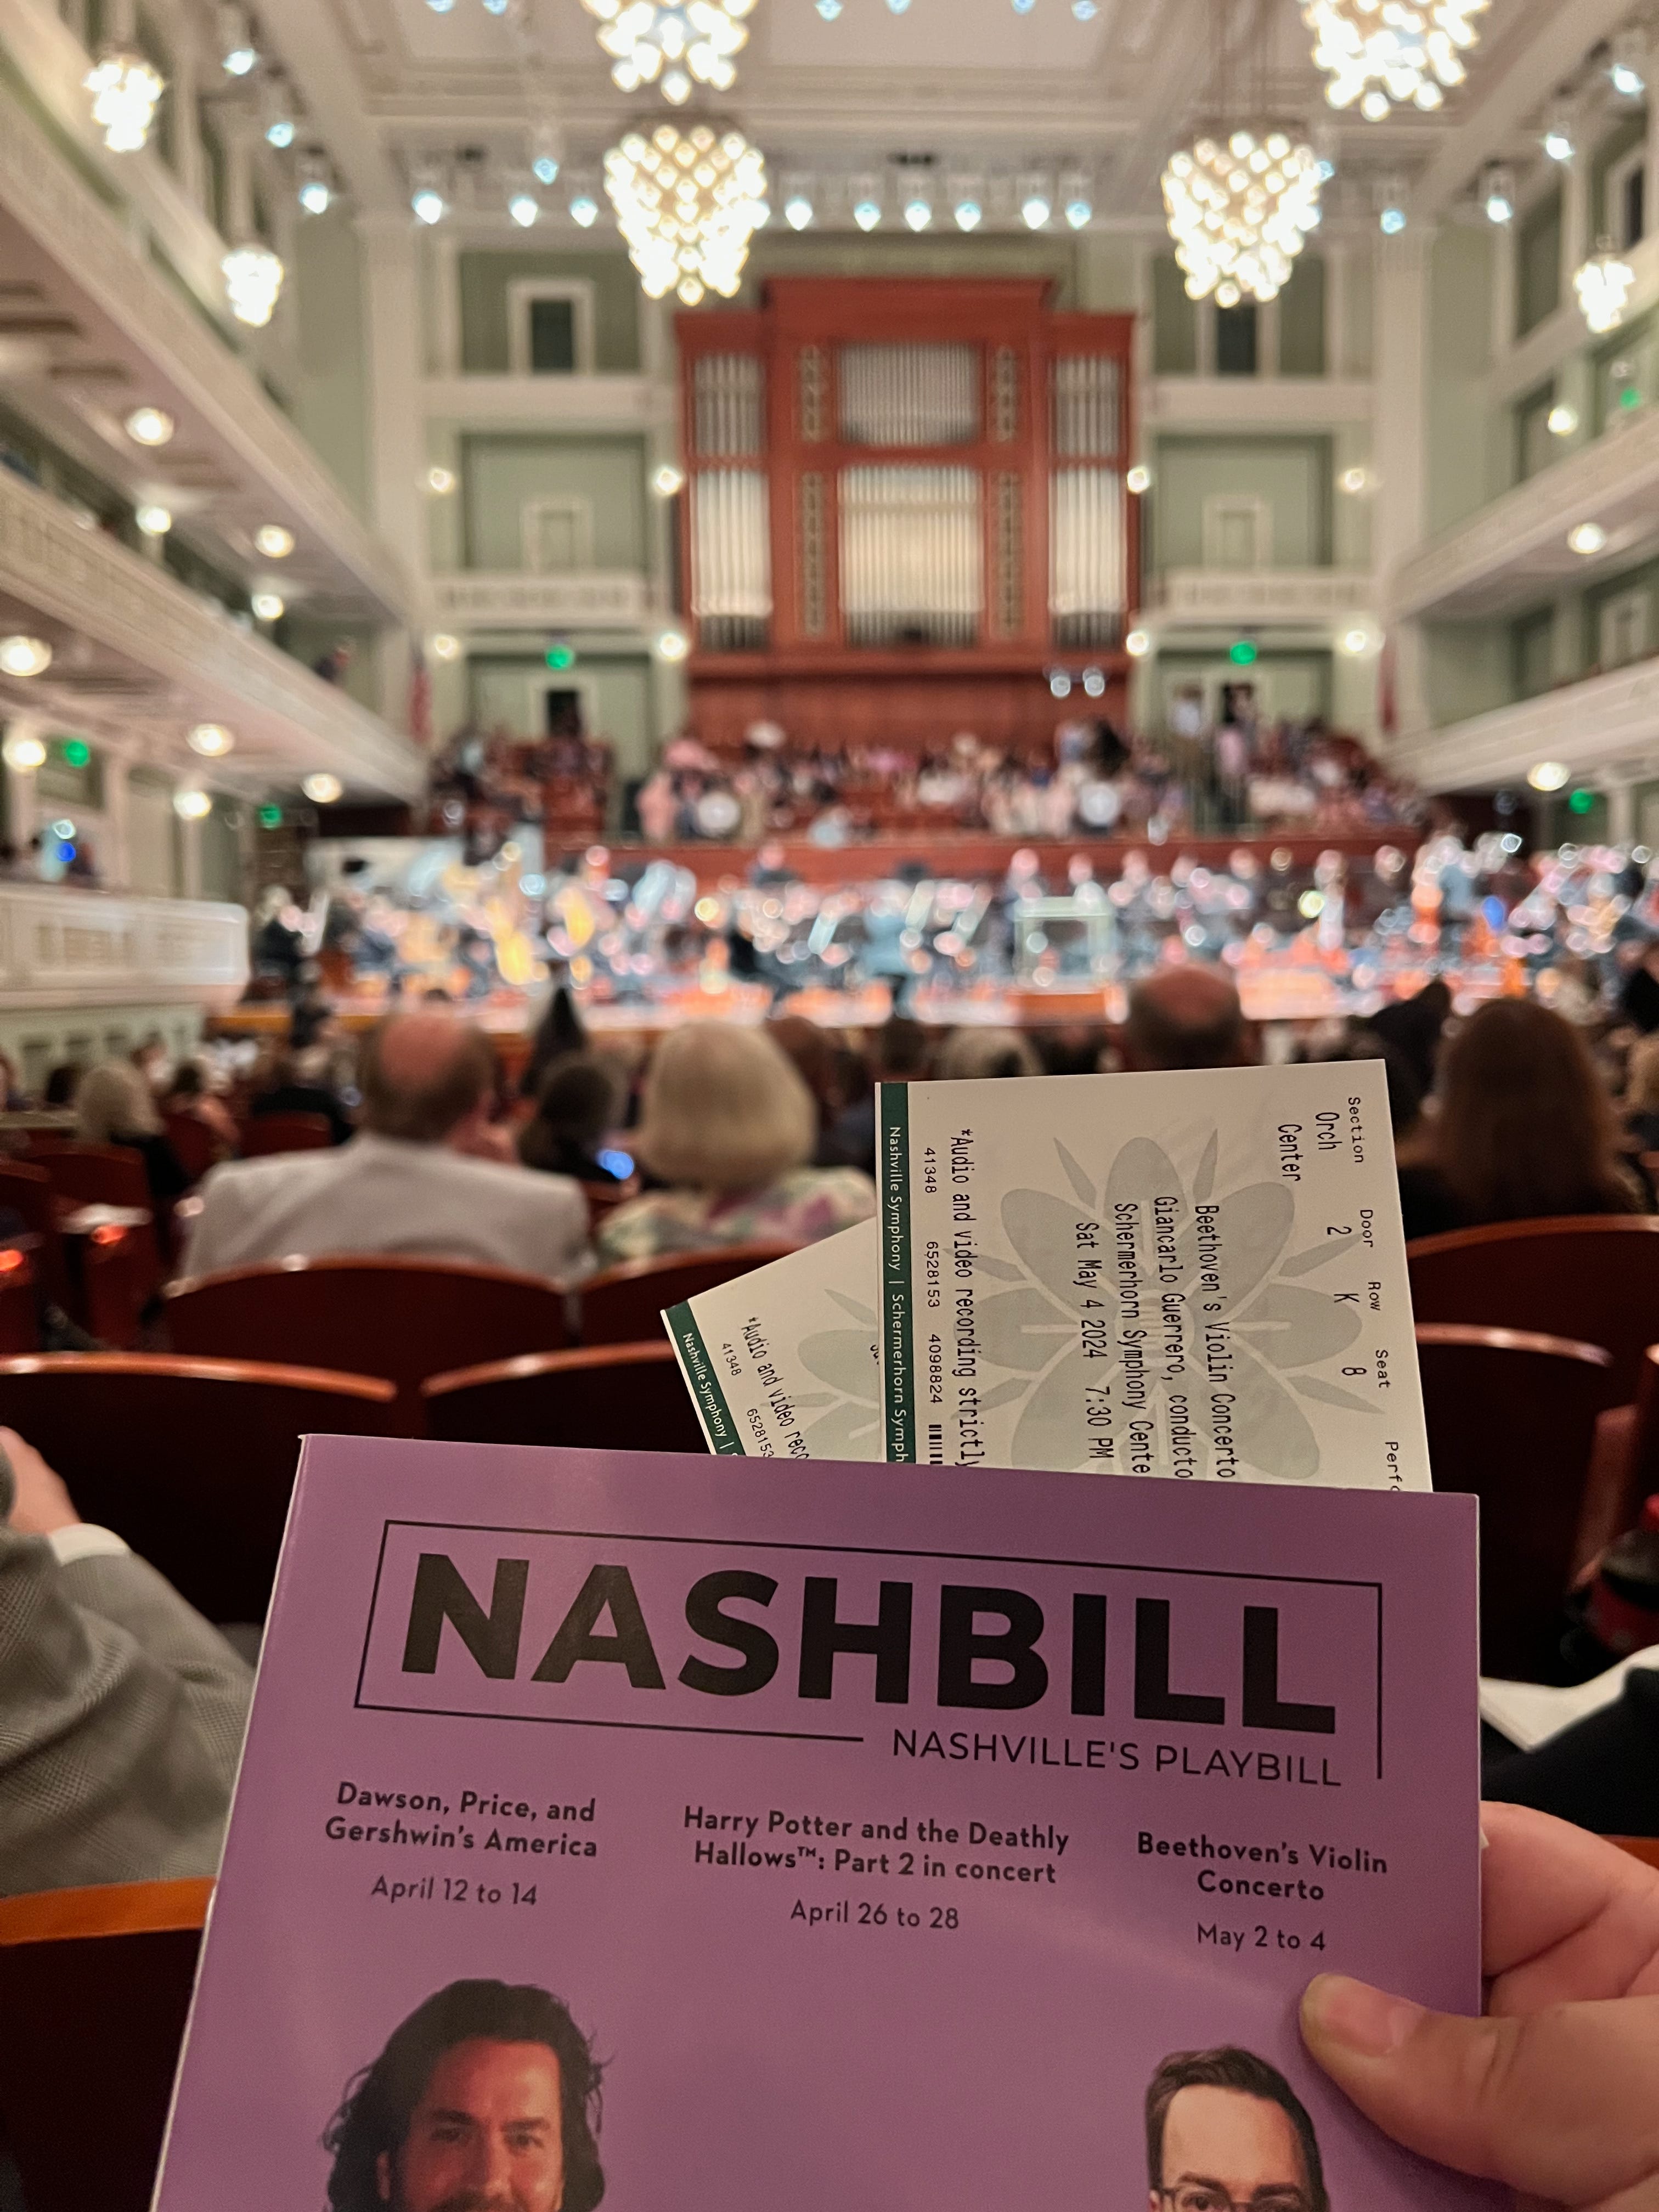 Section Door Row Seat Perfo
Orch 2 K 8
Center
Beethoven's Violin Concerto
Giancarlo Guerrero, conducto
Schermerhorn Symphony Cente
Sat May 4 2024 7:30 PM
*Audio and video recording strictly
41348 6528153 4098824
Nashville Symphony | Schermerhorn Symph
*Audio and video reco
41348 6528153
Nashville Symphony |
NASHBILL
NASHVILLE'S PLAYBILL
Dawson, Price, and
Gershwin's America
April 12 to 14
Harry Potter and the Deathly
Hallows™: Part 2 in concert
April 26 to 28
Beethoven's Violin
Concerto
May 2 to 4